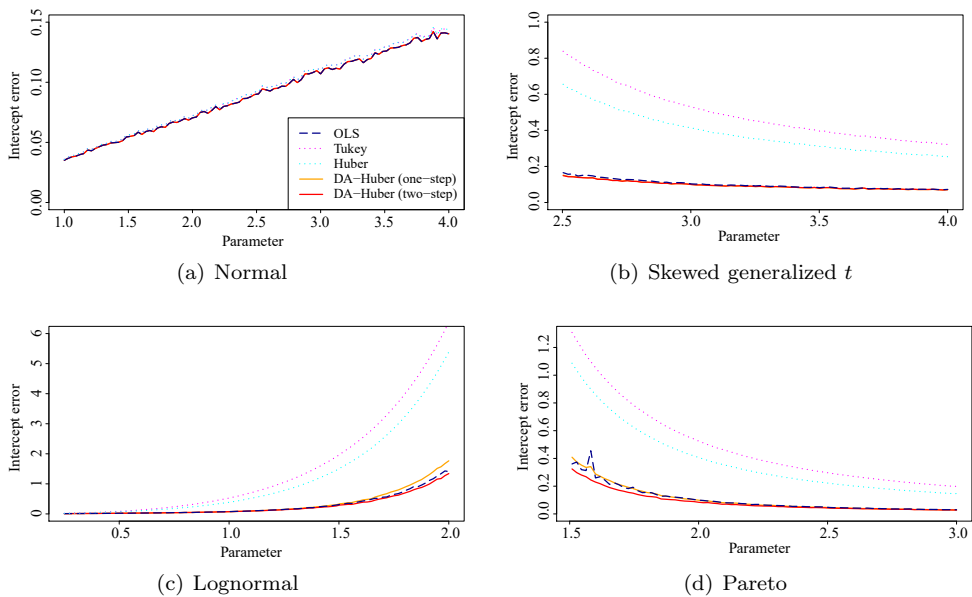 Intercept error
0.00 0.05 0.10 0.15
OLS
Tukey
Huber
DA−Huber (one−step)
DA−Huber (two−step)
1.0 1.5 2.0 2.5 3.0 3.5 4.0
Parameter
(a) Normal
Intercept error
0.0 0.2 0.4 0.6 0.8 1.0
2.5 3.0 3.5 4.0
Parameter
(b) Skewed generalized t
Intercept error
0 1 2 3 4 5 6
0.5 1.0 1.5 2.0
Parameter
(c) Lognormal
Intercept error
0.0 0.2 0.4 0.6 0.8 1.0 1.2
1.5 2.0 2.5 3.0
Parameter
(d) Pareto